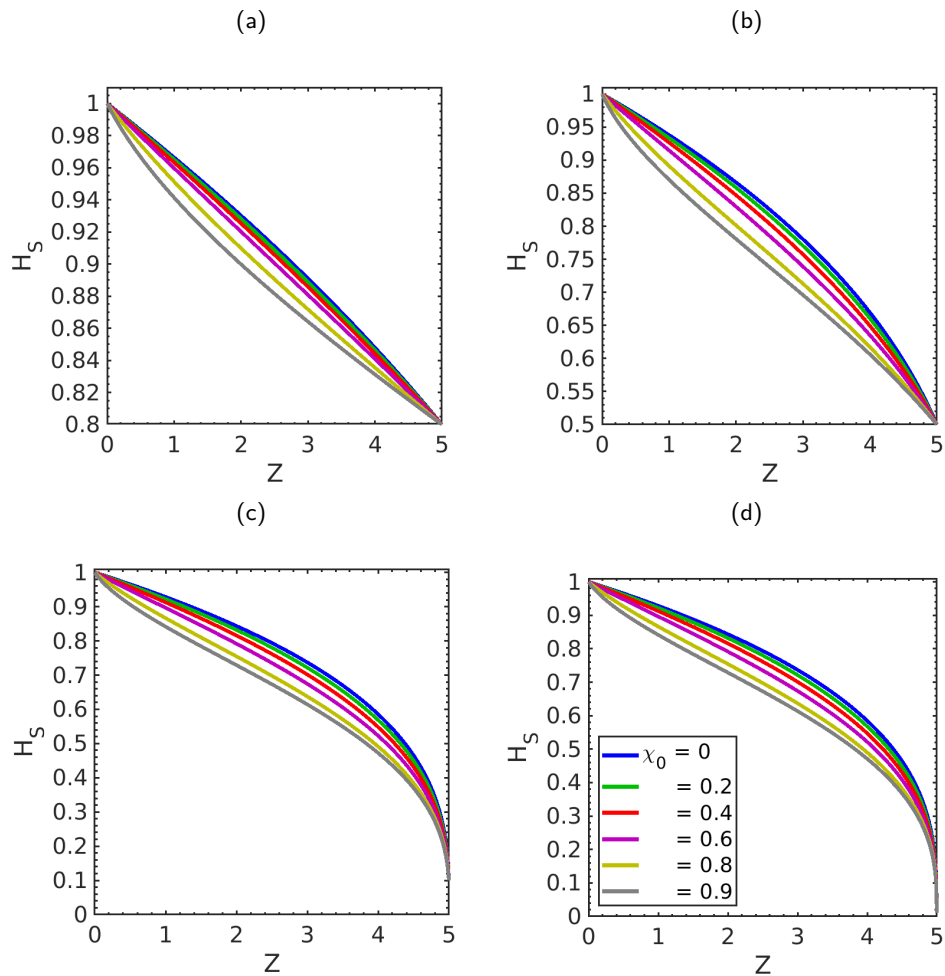 (a)
(b)
1
0.98
0.96
0.94
0.92
0.9
0.88
0.86
0.84
0.82
0.8
H_S
0 1 2 3 4 5
Z
1
0.95
0.9
0.85
0.8
0.75
0.7
0.65
0.6
0.55
0.5
H_S
0 1 2 3 4 5
Z
(c)
(d)
1
0.9
0.8
0.7
0.6
0.5
0.4
0.3
0.2
0.1
0
H_S
0 1 2 3 4 5
Z
1
0.9
0.8
0.7
0.6
0.5
0.4
0.3
0.2
0.1
0
H_S
χ_0 = 0
= 0.2
= 0.4
= 0.6
= 0.8
= 0.9
0 1 2 3 4 5
Z